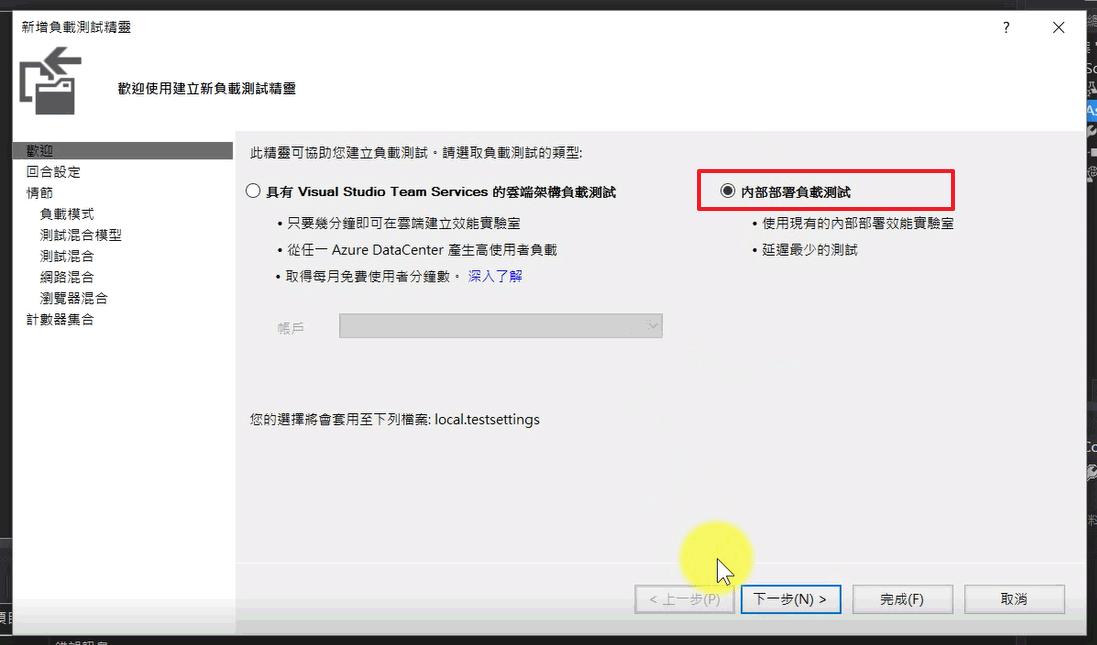 新增負載測試精靈
?
歡迎使用建立新負載測試精靈
歡迎
回合設定
情節
負載模式
測試混合模型
測試混合
網路混合
瀏覽器混合
計數器集合
此精靈可協助您建立負載測試。請選取負載測試的類型:
具有 Visual Studio Team Services 的雲端架構負載測試
• 只要幾分鐘即可在雲端建立效能實驗室
• 從任一 Azure DataCenter 產生高使用者負載
• 取得每月免費使用者分鐘數。 深入了解
帳戶
內部部署負載測試
• 使用現有的內部部署效能實驗室
• 延遲最少的測試
您的選擇將會套用至下列檔案: local.testsettings
< 上一步(P)
下一步(N) >
完成(F)
取消